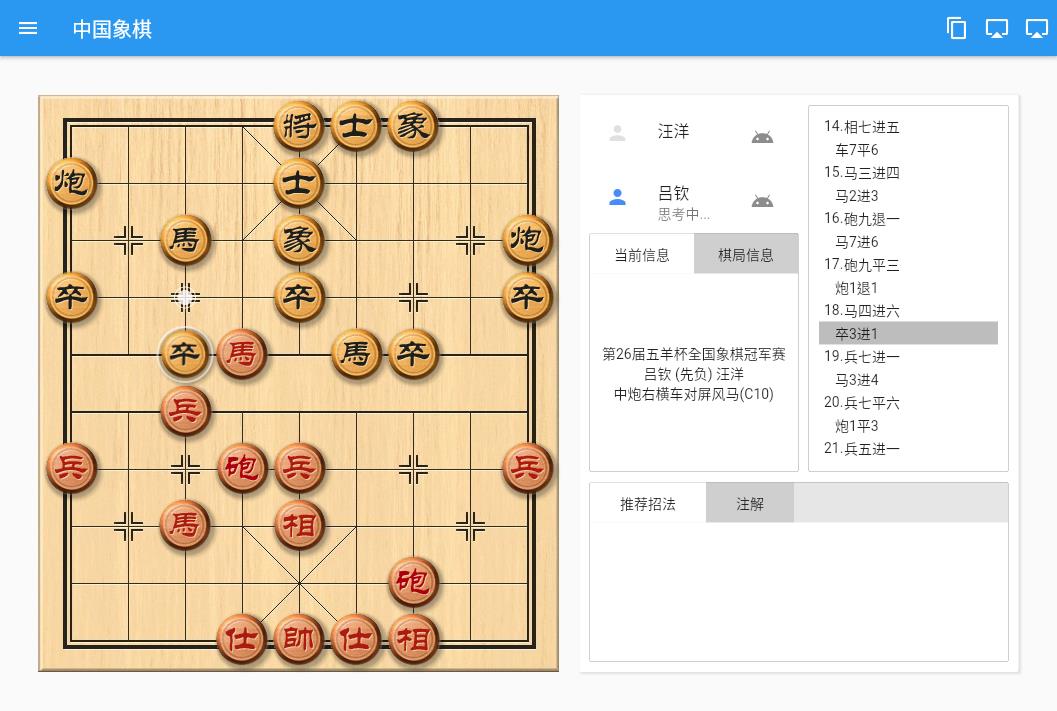 中国象棋
將 士 象
炮 士
馬 象 炮
卒 卒 卒
卒 馬 馬 卒
兵
兵 砲 兵 兵
馬 相
砲
仕 帥 仕 相
汪洋
吕钦
思考中...
当前信息 棋局信息
第26届五羊杯全国象棋冠军赛
吕钦 (先负) 汪洋
中炮右横车对屏风马(C10)
14.相七进五
车7平6
15.马三进四
马2进3
16.砲九退一
马7进6
17.砲九平三
炮1退1
18.马四进六
卒3进1
19.兵七进一
马3进4
20.兵七平六
炮1平3
21.兵五进一
推荐招法 注解